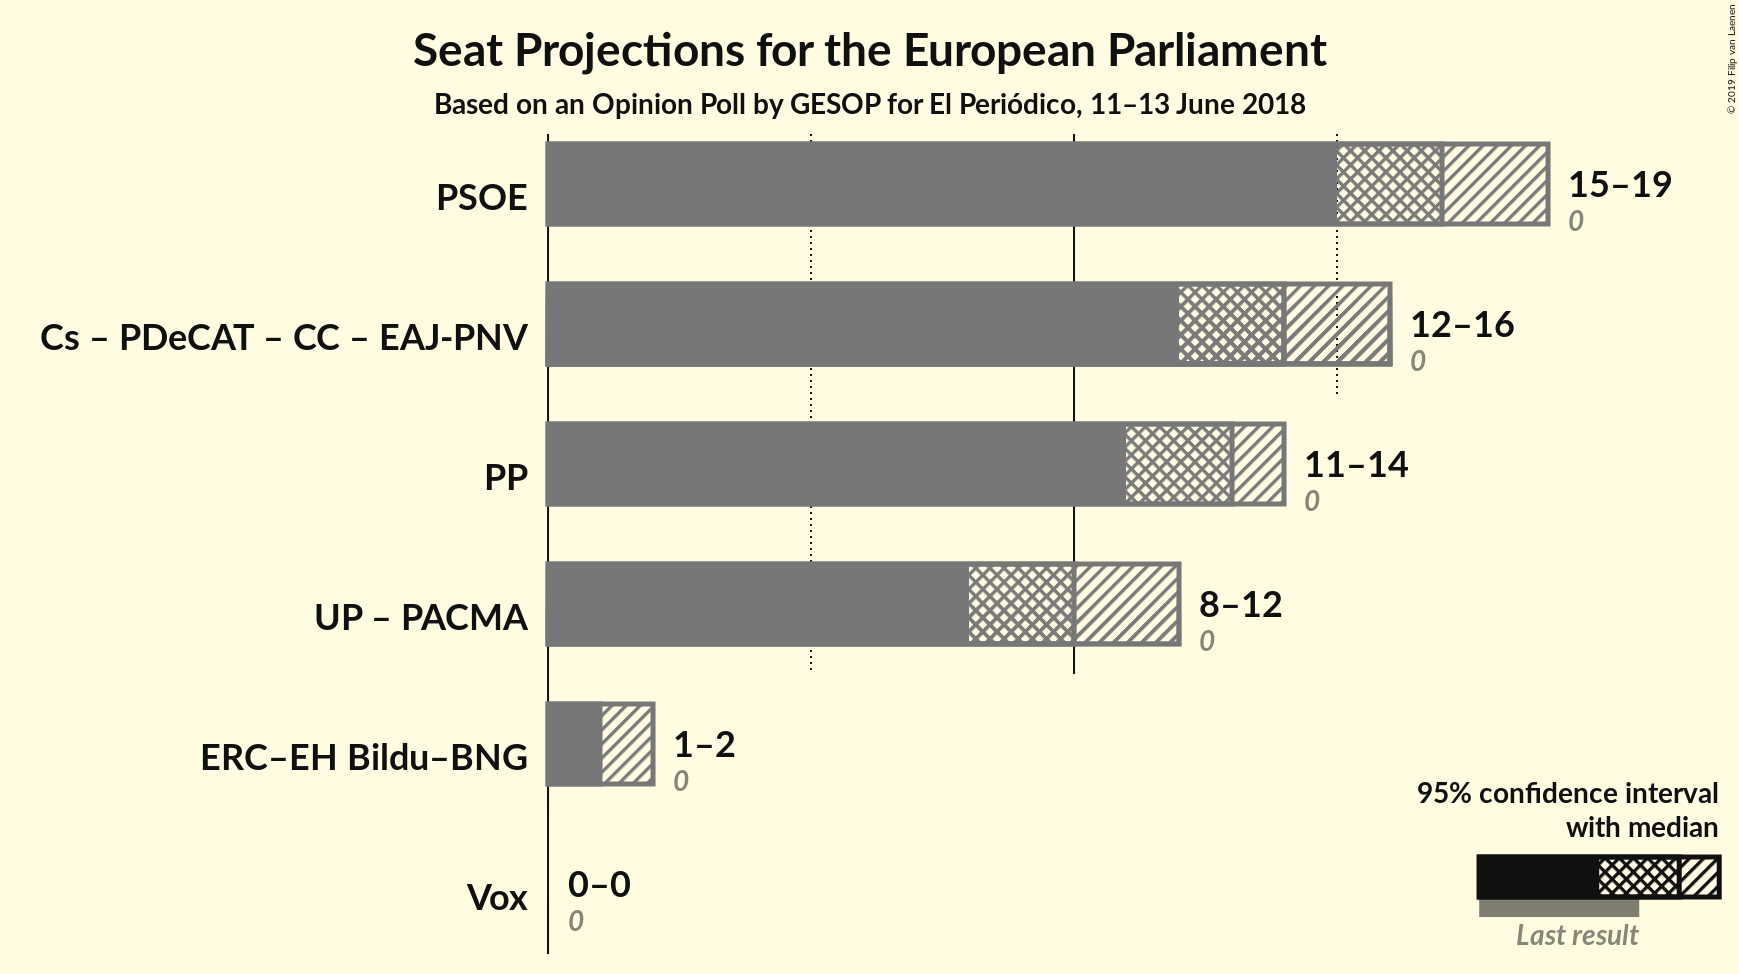 Seat Projections for the European Parliament
Based on an Opinion Poll by GESOP for El Periódico, 11–13 June 2018
© 2019 Filip van Laenen
PSOE
15–19
0
Cs – PDeCAT – CC – EAJ-PNV
12–16
0
PP
11–14
0
UP – PACMA
8–12
0
ERC–EH Bildu–BNG
1–2
0
Vox
0–0
0
95% confidence interval
with median
Last result